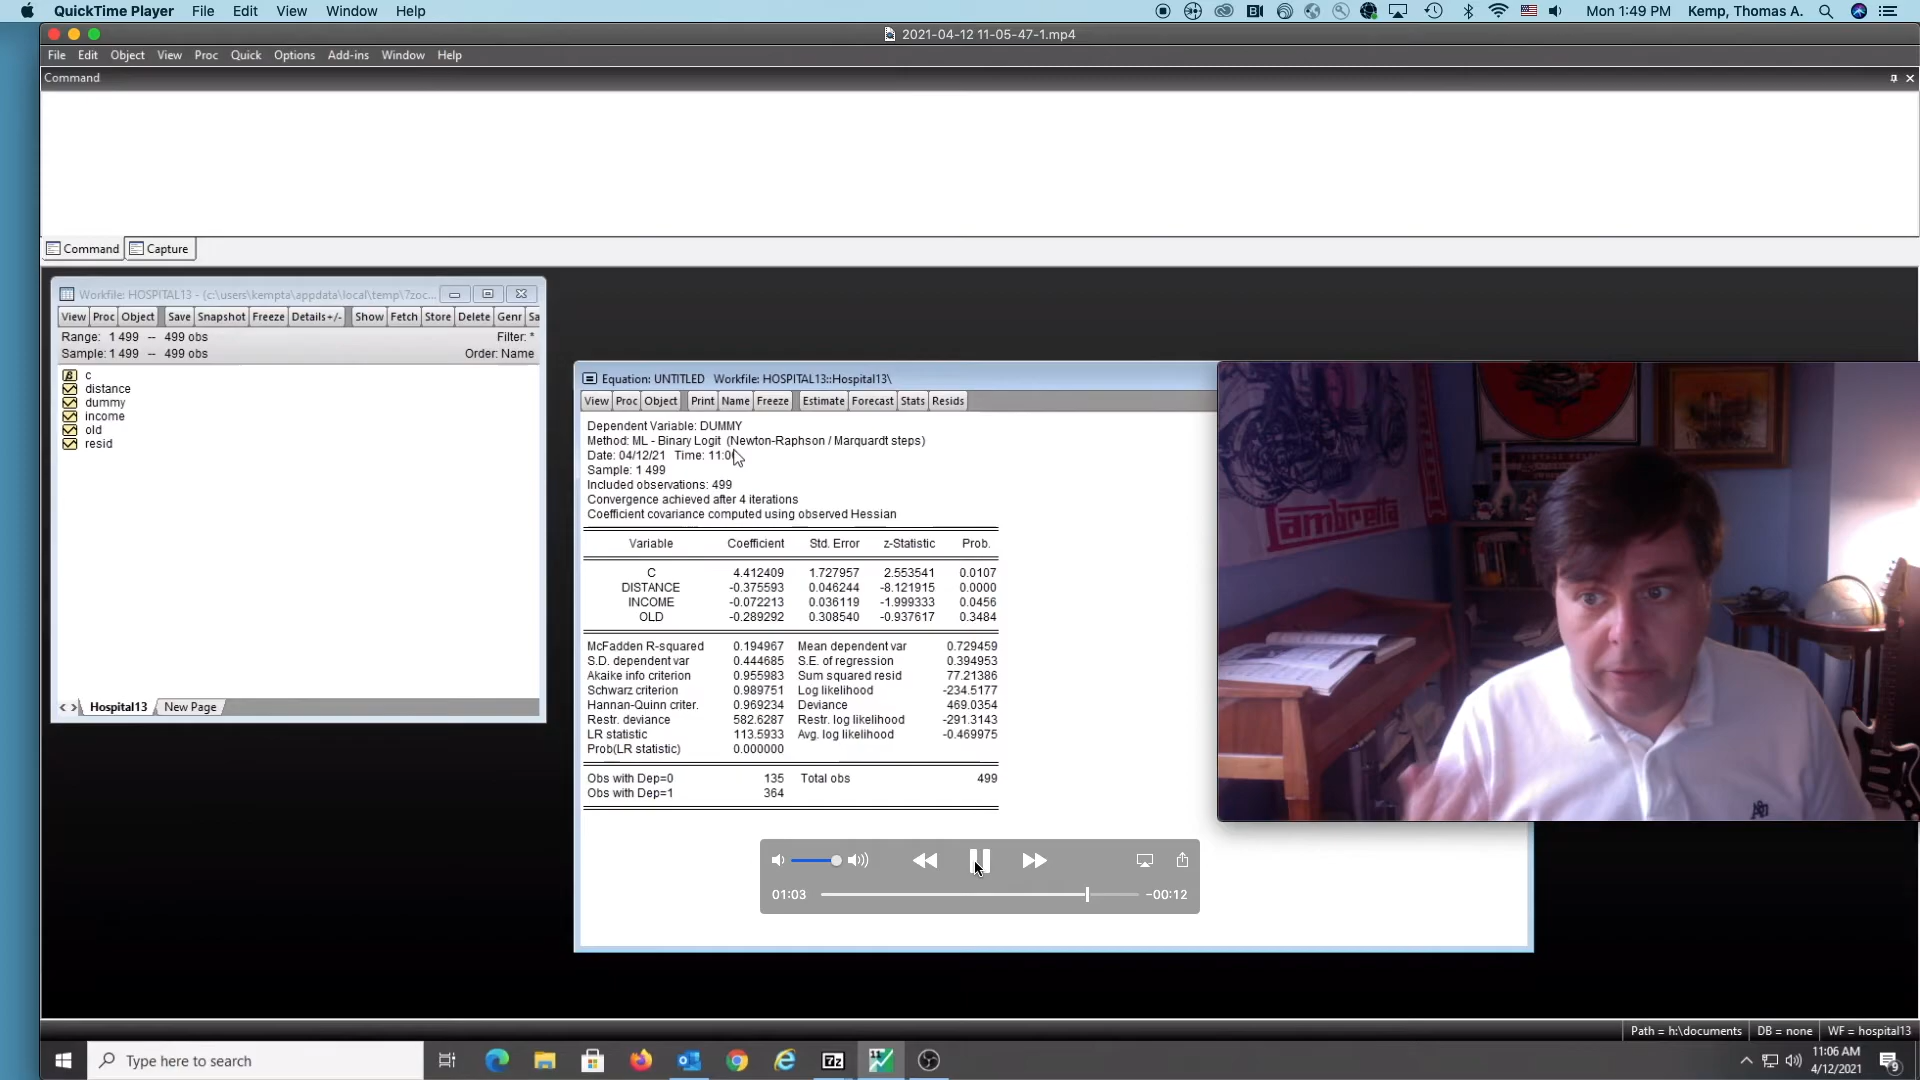 QuickTime Player File Edit View Window Help Mon 1:49 PM Kemp, Thomas A.
2021-04-12 11-05-47-1.mp4
File Edit Object View Proc Quick Options Add-ins Window Help
Command
Command Capture
Workfile: HOSPITAL13 - (c:\users\kempta\appdata\local\temp\7zoc...
View Proc Object Save Snapshot Freeze Details+/- Show Fetch Store Delete Genr Sa
Range: 1 499 -- 499 obs Filter: *
Sample: 1 499 -- 499 obs Order: Name
c
distance
dummy
income
old
resid
Hospital13 New Page
Equation: UNTITLED Workfile: HOSPITAL13::Hospital13\
View Proc Object Print Name Freeze Estimate Forecast Stats Resids
Dependent Variable: DUMMY
Method: ML - Binary Logit (Newton-Raphson / Marquardt steps)
Date: 04/12/21 Time: 11:0
Sample: 1 499
Included observations: 499
Convergence achieved after 4 iterations
Coefficient covariance computed using observed Hessian
Variable Coefficient Std. Error z-Statistic Prob.
C 4.412409 1.727957 2.553541 0.0107
DISTANCE -0.375593 0.046244 -8.121915 0.0000
INCOME -0.072213 0.036119 -1.999333 0.0456
OLD -0.289292 0.308540 -0.937617 0.3484
McFadden R-squared 0.194967 Mean dependent var 0.729459
S.D. dependent var 0.444685 S.E. of regression 0.394953
Akaike info criterion 0.955983 Sum squared resid 77.21386
Schwarz criterion 0.989751 Log likelihood -234.5177
Hannan-Quinn criter. 0.969234 Deviance 469.0354
Restr. deviance 582.6287 Restr. log likelihood -291.3143
LR statistic 113.5933 Avg. log likelihood -0.469975
Prob(LR statistic) 0.000000
Obs with Dep=0 135 Total obs 499
Obs with Dep=1 364
Lambretta
01:03 -00:12
Path = h:\documents DB = none WF = hospital13
Type here to search
7z
11
11:06 AM
4/12/2021
9